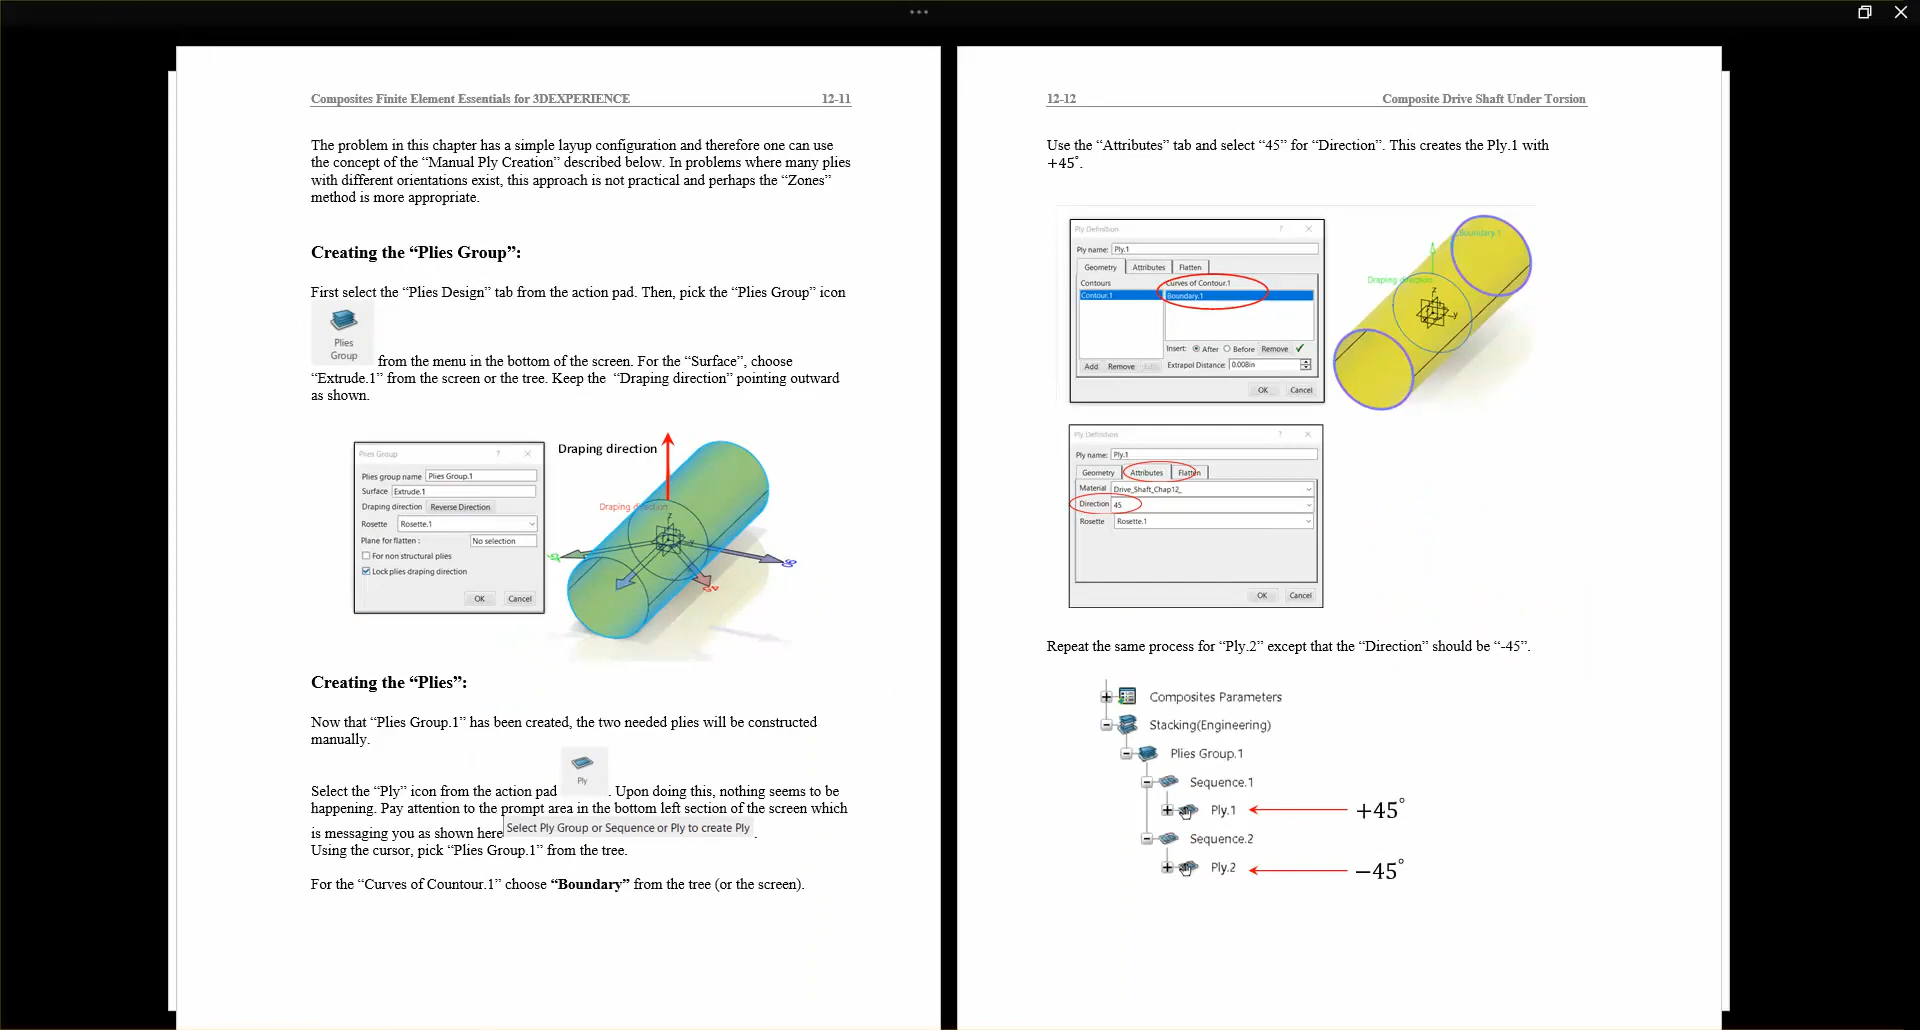 Composites Finite Element Essentials for 3DEXPERIENCE 12-11
The problem in this chapter has a simple layup configuration and therefore one can use
the concept of the “Manual Ply Creation” described below. In problems where many plies
with different orientations exist, this approach is not practical and perhaps the “Zones”
method is more appropriate.
Creating the “Plies Group”:
First select the “Plies Design” tab from the action pad. Then, pick the “Plies Group” icon
Plies
Group
from the menu in the bottom of the screen. For the “Surface”, choose
“Extrude.1” from the screen or the tree. Keep the “Draping direction” pointing outward
as shown.
Plies Group ?
Plies group name Plies Group.1
Surface Extrude.1
Draping direction Reverse Direction
Rosette Rosette.1
Plane for flatten : No selection
For non structural plies
Lock plies draping direction
OK Cancel
Draping direction
Draping direction
z
y
Creating the “Plies”:
Now that “Plies Group.1” has been created, the two needed plies will be constructed
manually.
Ply
Select the “Ply” icon from the action pad . Upon doing this, nothing seems to be
happening. Pay attention to the prompt area in the bottom left section of the screen which
is messaging you as shown here Select Ply Group or Sequence or Ply to create Ply .
Using the cursor, pick “Plies Group.1” from the tree.
For the “Curves of Countour.1” choose “Boundary” from the tree (or the screen).
12-12 Composite Drive Shaft Under Torsion
Use the “Attributes” tab and select “45” for “Direction”. This creates the Ply.1 with
+45°.
Ply Definition ?
Ply name: Ply.1
Geometry Attributes Flatten
Contours Curves of Contour.1
Contour.1 Boundary.1
Insert: After Before Remove
Add Remove Extrapol Distance: 0.008in
OK Cancel
Boundary.1
Draping direction
z
y
Ply Definition ?
Ply name: Ply.1
Geometry Attributes Flatten
Material Drive_Shaft_Chap12_
Direction 45
Rosette Rosette.1
OK Cancel
Repeat the same process for “Ply.2” except that the “Direction” should be “-45”.
Composites Parameters
Stacking(Engineering)
Plies Group.1
Sequence.1
Ply.1 +45°
Sequence.2
Ply.2 −45°